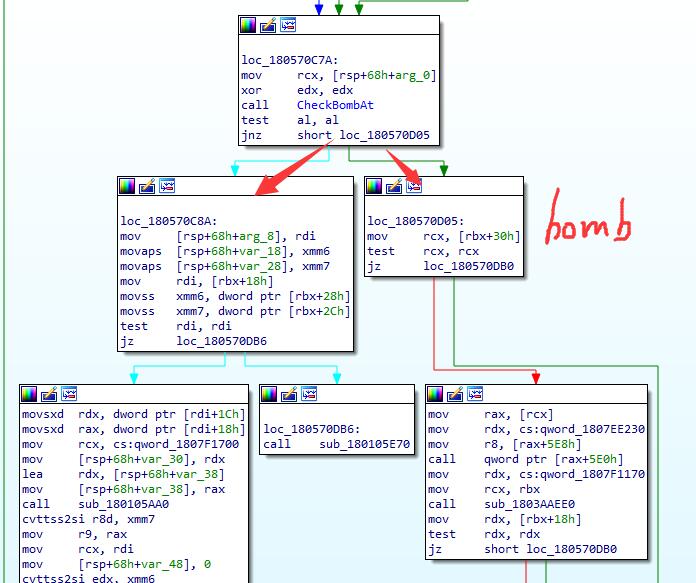 loc_180570C7A:
mov rcx, [rsp+68h+arg_0]
xor edx, edx
call CheckBombAt
test al, al
jnz short loc_180570D05
loc_180570C8A:
mov [rsp+68h+arg_8], rdi
movaps [rsp+68h+var_18], xmm6
movaps [rsp+68h+var_28], xmm7
mov rdi, [rbx+18h]
movss xmm6, dword ptr [rbx+28h]
movss xmm7, dword ptr [rbx+2Ch]
test rdi, rdi
jz loc_180570DB6
loc_180570D05:
mov rcx, [rbx+30h]
test rcx, rcx
jz loc_180570DB0
bomb
movsxd rdx, dword ptr [rdi+1Ch]
movsxd rax, dword ptr [rdi+18h]
mov rcx, cs:qword_1807F1700
mov [rsp+68h+var_30], rdx
lea rdx, [rsp+68h+var_38]
mov [rsp+68h+var_38], rax
call sub_180105AA0
cvttss2si r8d, xmm7
mov r9, rax
mov rcx, rdi
mov [rsp+68h+var_48], 0
cvttss2si edx, xmm6
loc_180570DB6:
call sub_180105E70
mov rax, [rcx]
mov rdx, cs:qword_1807EE230
mov r8, [rax+5E8h]
call qword ptr [rax+5E0h]
mov rdx, cs:qword_1807F1170
mov rcx, rbx
call sub_1803AAEE0
mov rdx, [rbx+18h]
test rdx, rdx
jz short loc_180570DB0